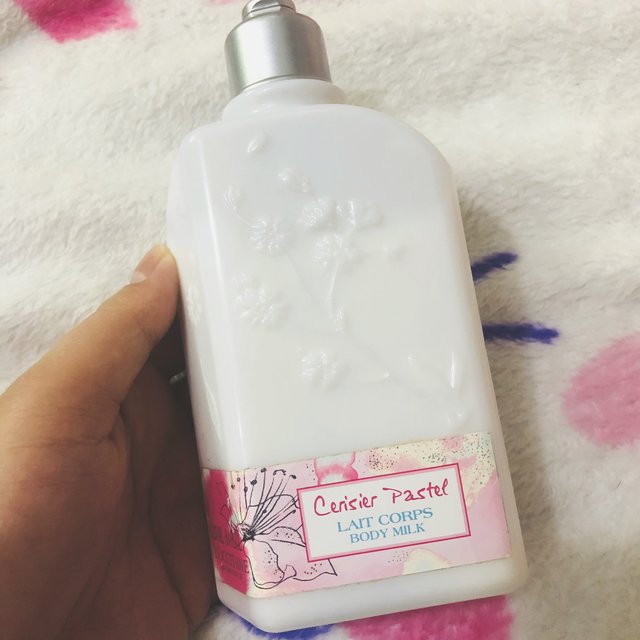 Cerisier Pastel
LAIT CORPS
BODY MILK